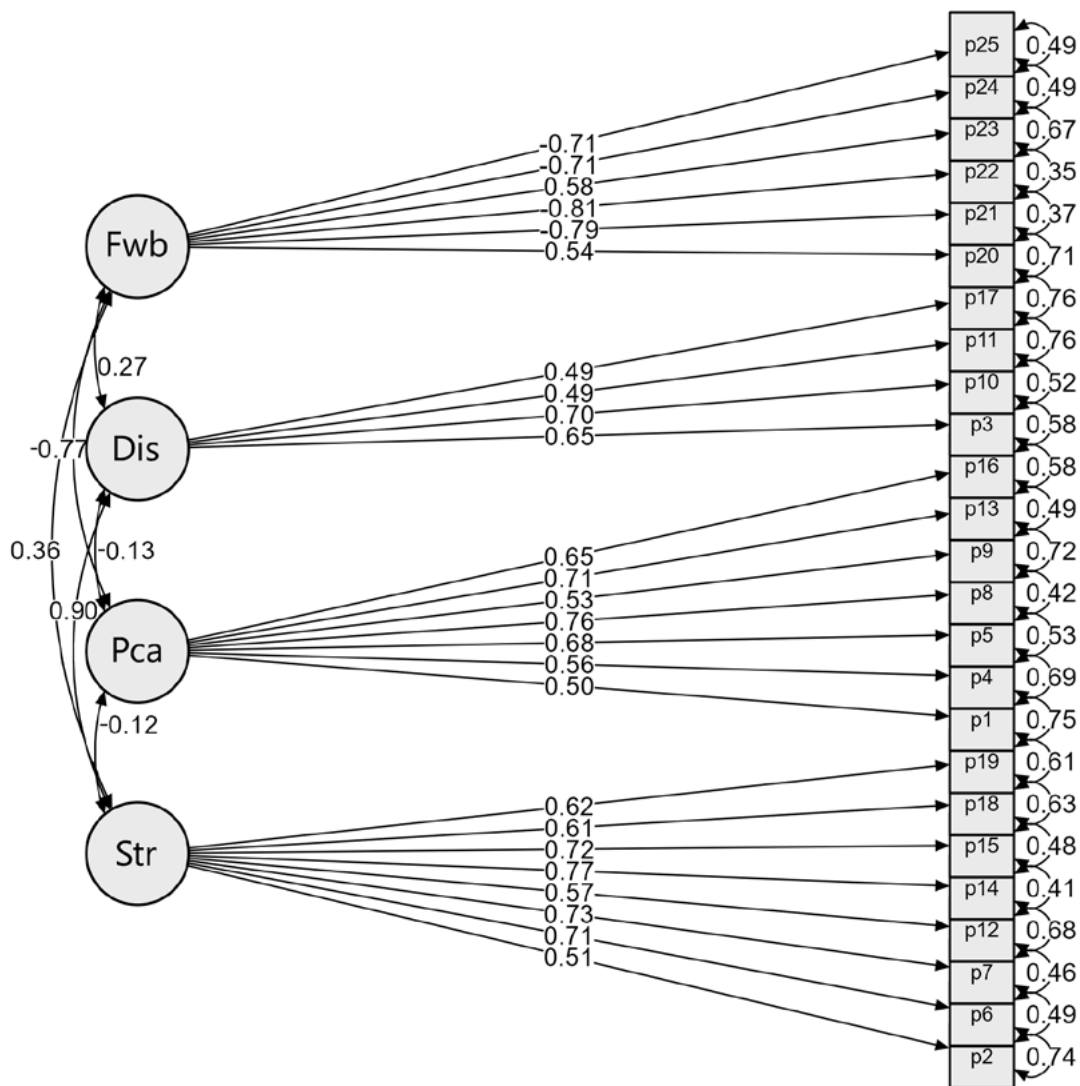 Fwb
Dis
Pca
Str
0.27
-0.77
0.36
-0.13
0.90
-0.12
-0.71
-0.71
0.58
-0.81
-0.79
0.54
0.49
0.49
0.70
0.65
0.65
0.71
0.53
0.76
0.68
0.56
0.50
0.62
0.61
0.72
0.77
0.57
0.73
0.71
0.51
p25 0.49
p24 0.49
p23 0.67
p22 0.35
p21 0.37
p20 0.71
p17 0.76
p11 0.76
p10 0.52
p3 0.58
p16 0.58
p13 0.49
p9 0.72
p8 0.42
p5 0.53
p4 0.69
p1 0.75
p19 0.61
p18 0.63
p15 0.48
p14 0.41
p12 0.68
p7 0.46
p6 0.49
p2 0.74